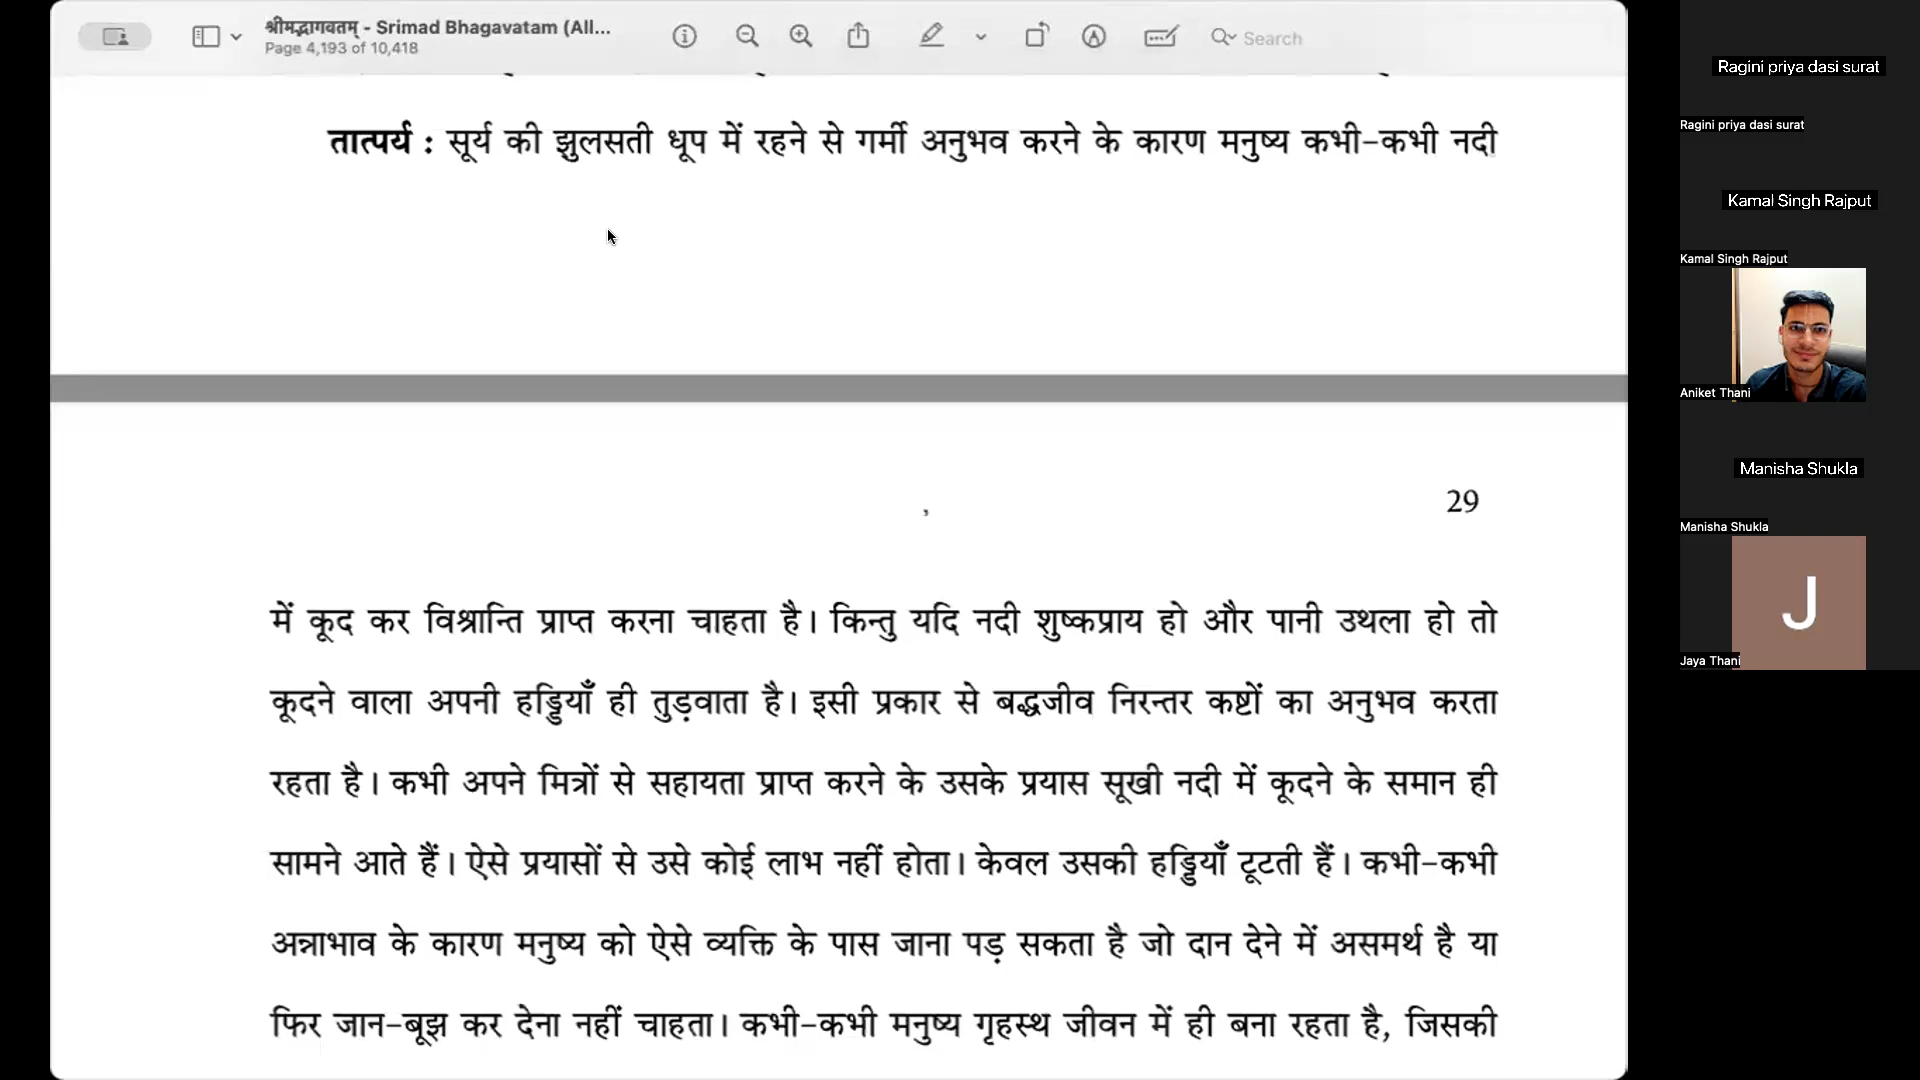 श्रीमद्भागवतम् - Srimad Bhagavatam (All...
Page 4,193 of 10,418
Search
तात्पर्य : सूर्य की झुलसती धूप में रहने से गर्मी अनुभव करने के कारण मनुष्य कभी-कभी नदी
29
में कूद कर विश्रान्ति प्राप्त करना चाहता है। किन्तु यदि नदी शुष्कप्राय हो और पानी उथला हो तो
कूदने वाला अपनी हड्डियाँ ही तुड़वाता है। इसी प्रकार से बद्धजीव निरन्तर कष्टों का अनुभव करता
रहता है। कभी अपने मित्रों से सहायता प्राप्त करने के उसके प्रयास सूखी नदी में कूदने के समान ही
सामने आते हैं। ऐसे प्रयासों से उसे कोई लाभ नहीं होता। केवल उसकी हड्डियाँ टूटती हैं। कभी-कभी
अन्नाभाव के कारण मनुष्य को ऐसे व्यक्ति के पास जाना पड़ सकता है जो दान देने में असमर्थ है या
फिर जान-बूझ कर देना नहीं चाहता। कभी-कभी मनुष्य गृहस्थ जीवन में ही बना रहता है, जिसकी
Ragini priya dasi surat
Ragini priya dasi surat
Kamal Singh Rajput
Kamal Singh Rajput
Aniket Thani
Manisha Shukla
Manisha Shukla
J
Jaya Thani